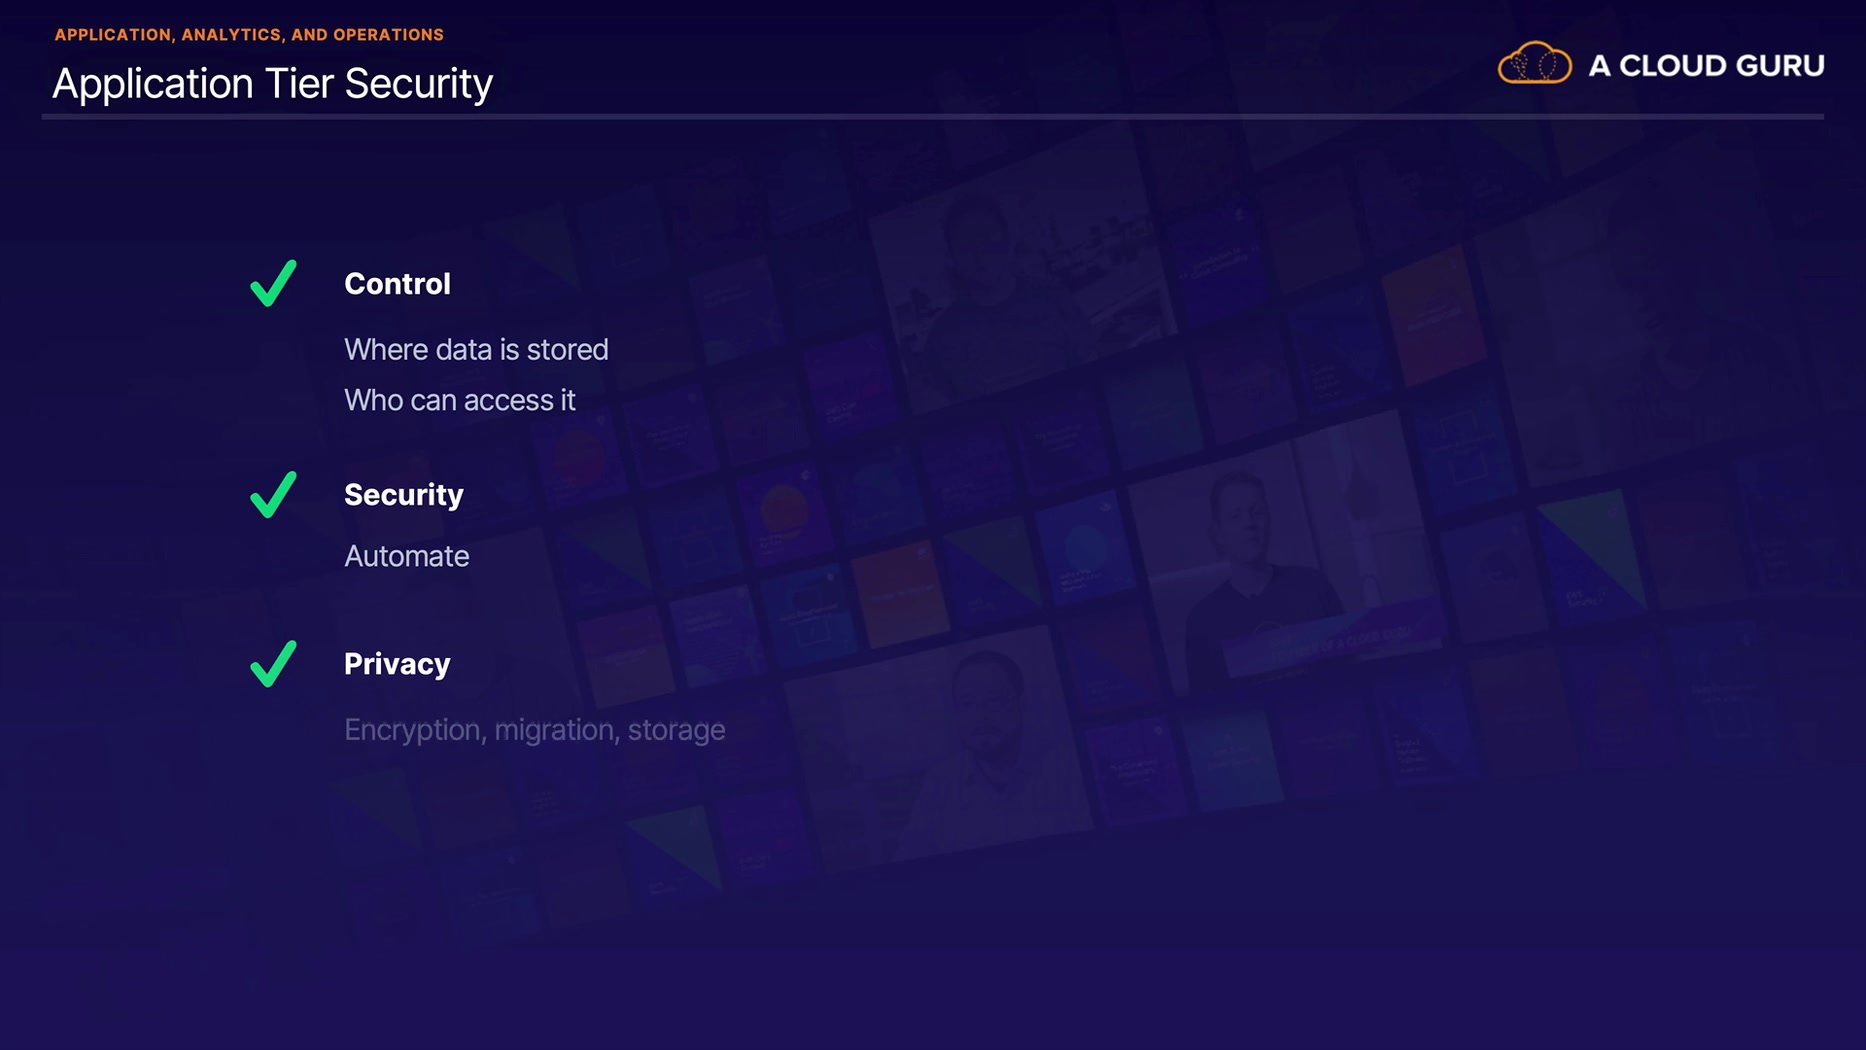 APPLICATION, ANALYTICS, AND OPERATIONS
Application Tier Security
A CLOUD GURU
Control
Where data is stored
Who can access it
Security
Automate
Privacy
Encryption, migration, storage